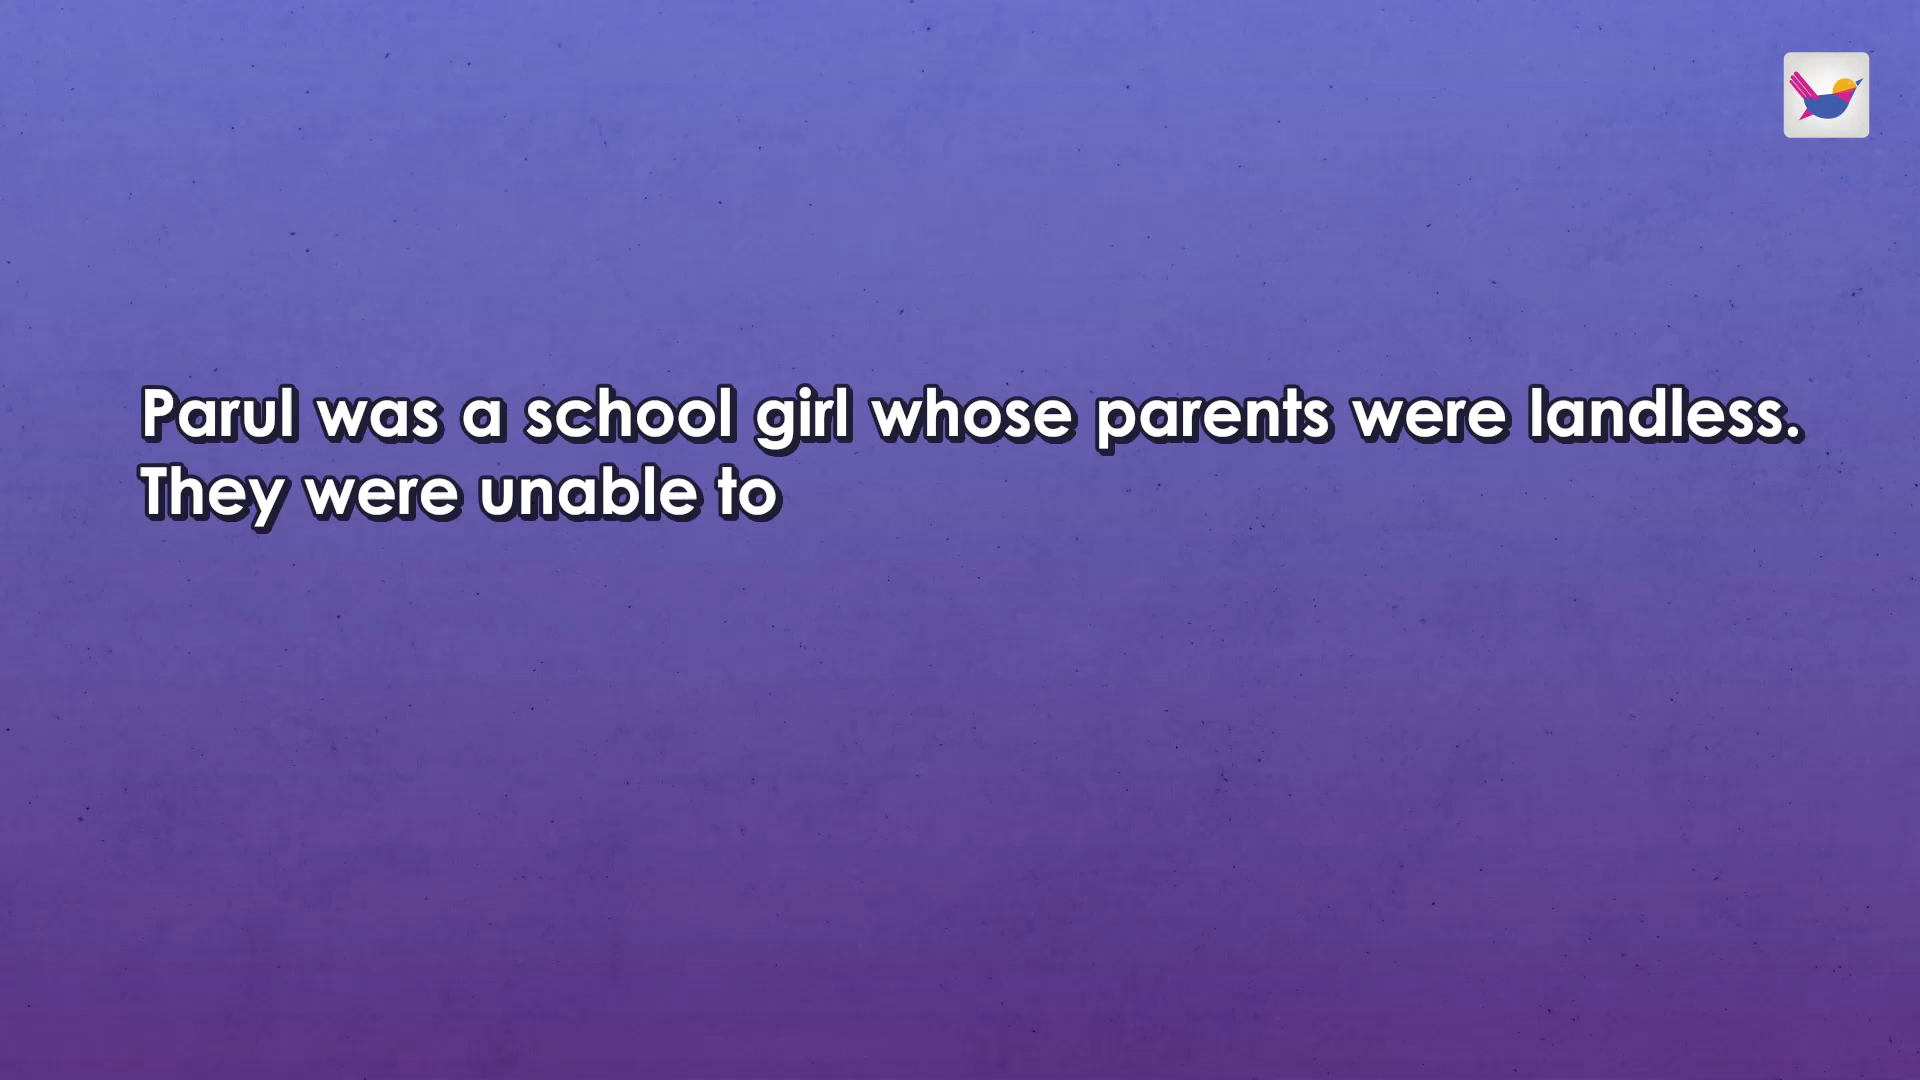 Parul was a school girl whose parents were landless.
They were unable to